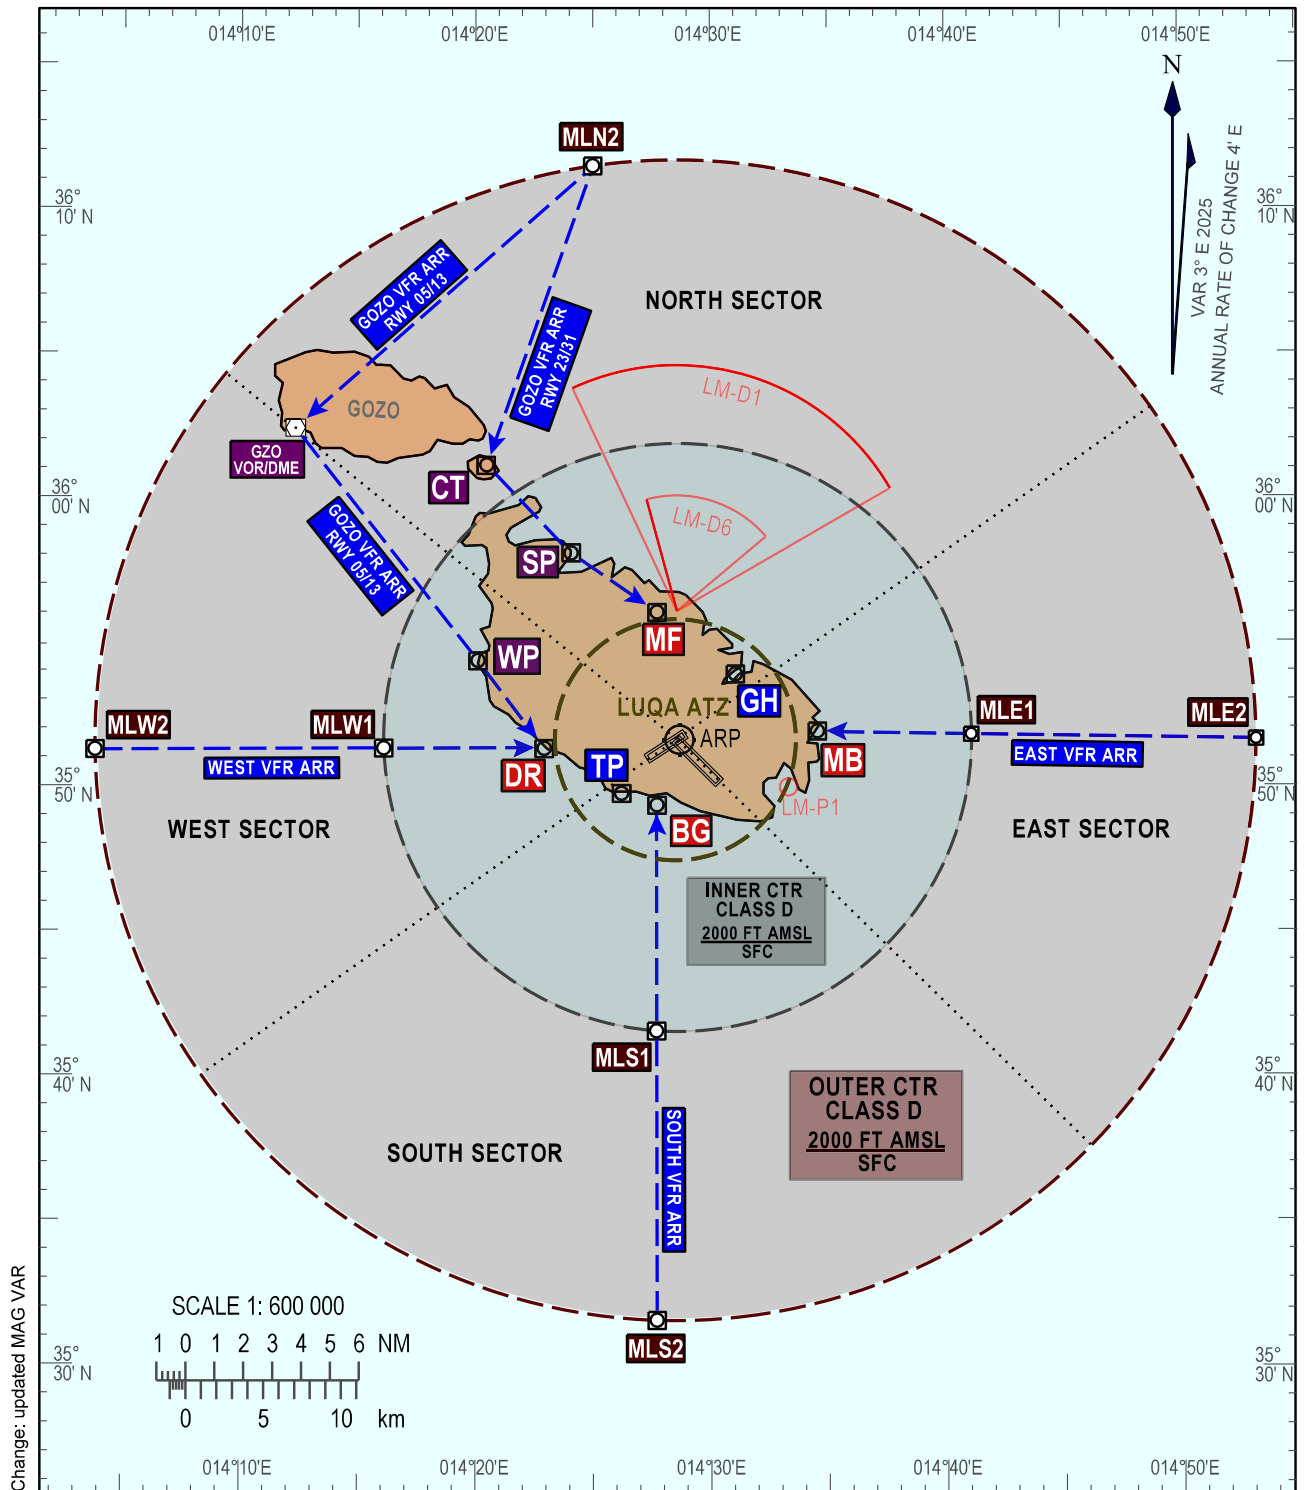 014°10'E
014°20'E
014°30'E
014°40'E
014°50'E
N
VAR 3° E 2025
ANNUAL RATE OF CHANGE 4' E
MLN2
36°
10' N
36°
10' N
GOZO VFR ARR
RWY 05/13
GOZO VFR ARR
RWY 23/31
NORTH SECTOR
LM-D1
GOZO
GZO
VOR/DME
CT
36°
00' N
36°
00' N
LM-D6
GOZO VFR ARR
RWY 05/13
SP
MF
WP
GH
LUQA ATZ
ARP
MLW2
MLW1
MLE1
MLE2
WEST VFR ARR
EAST VFR ARR
DR
TP
MB
35°
50' N
35°
50' N
LM-P1
BG
WEST SECTOR
EAST SECTOR
INNER CTR
CLASS D
2000 FT AMSL
SFC
MLS1
35°
40' N
35°
40' N
OUTER CTR
CLASS D
2000 FT AMSL
SFC
SOUTH SECTOR
SOUTH VFR ARR
MLS2
35°
30' N
35°
30' N
SCALE 1: 600 000
1 0 1 2 3 4 5 6 NM
0 5 10 km
Change: updated MAG VAR
014°10'E
014°20'E
014°30'E
014°40'E
014°50'E